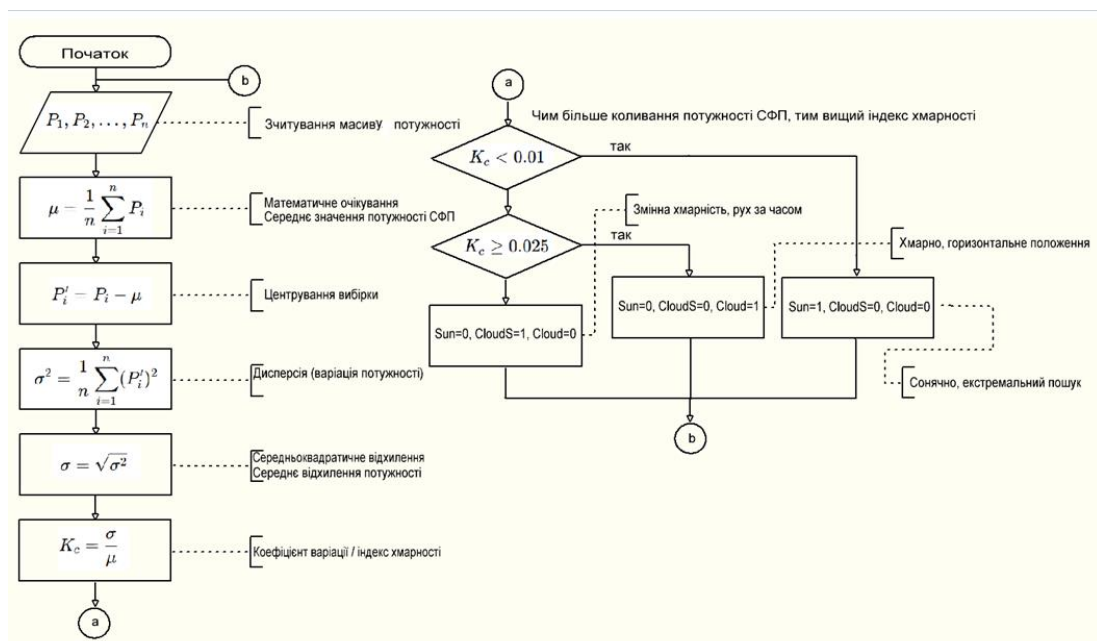 Початок
b
P₁, P₂, . . . , Pₙ
Зчитування масиву потужності
μ = 1/n ∑ᵢ₌₁ⁿ Pᵢ
Математичне очікування
Середнє значення потужності СФП
Pᵢ′ = Pᵢ − μ
Центрування вибірки
σ² = 1/n ∑ᵢ₌₁ⁿ (Pᵢ′)²
Дисперсія (варіація потужності)
σ = √σ²
Середньоквадратичне відхилення
Середнє відхилення потужності
K_c = σ/μ
Коефіцієнт варіації / індекс хмарності
a
a
Чим більше коливання потужності СФП, тим вищий індекс хмарності
K_c < 0.01
так
K_c ≥ 0.025
так
Змінна хмарність, рух за часом
Хмарно, горизонтальне положення
Sun=0, CloudS=1, Cloud=0
Sun=0, CloudS=0, Cloud=1
Sun=1, CloudS=0, Cloud=0
Сонячно, екстремальний пошук
b